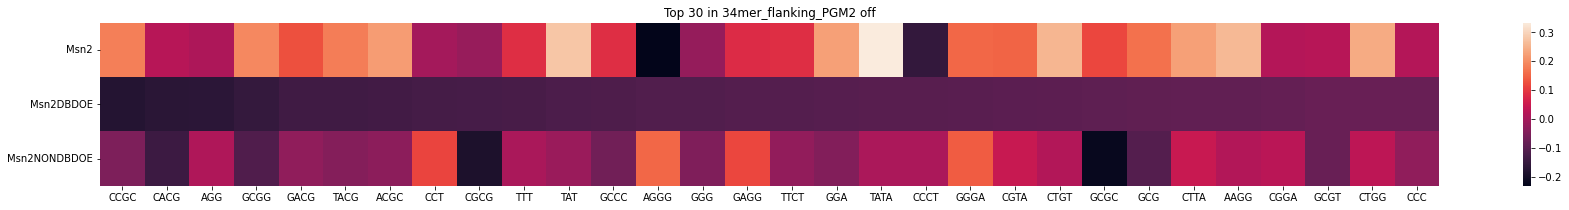 Top 30 in 34mer_flanking_PGM2 off
Msn2
Msn2DBDOE
Msn2NONDBDOE
CCGC CACG AGG GCGG GACG TACG ACGC CCT CGCG TTT TAT GCCC AGGG GGG GAGG TTCT GGA TATA CCCT GGGA CGTA CTGT GCGC GCG CTTA AAGG CGGA GCGT CTGG CCC
0.3
0.2
0.1
0.0
−0.1
−0.2